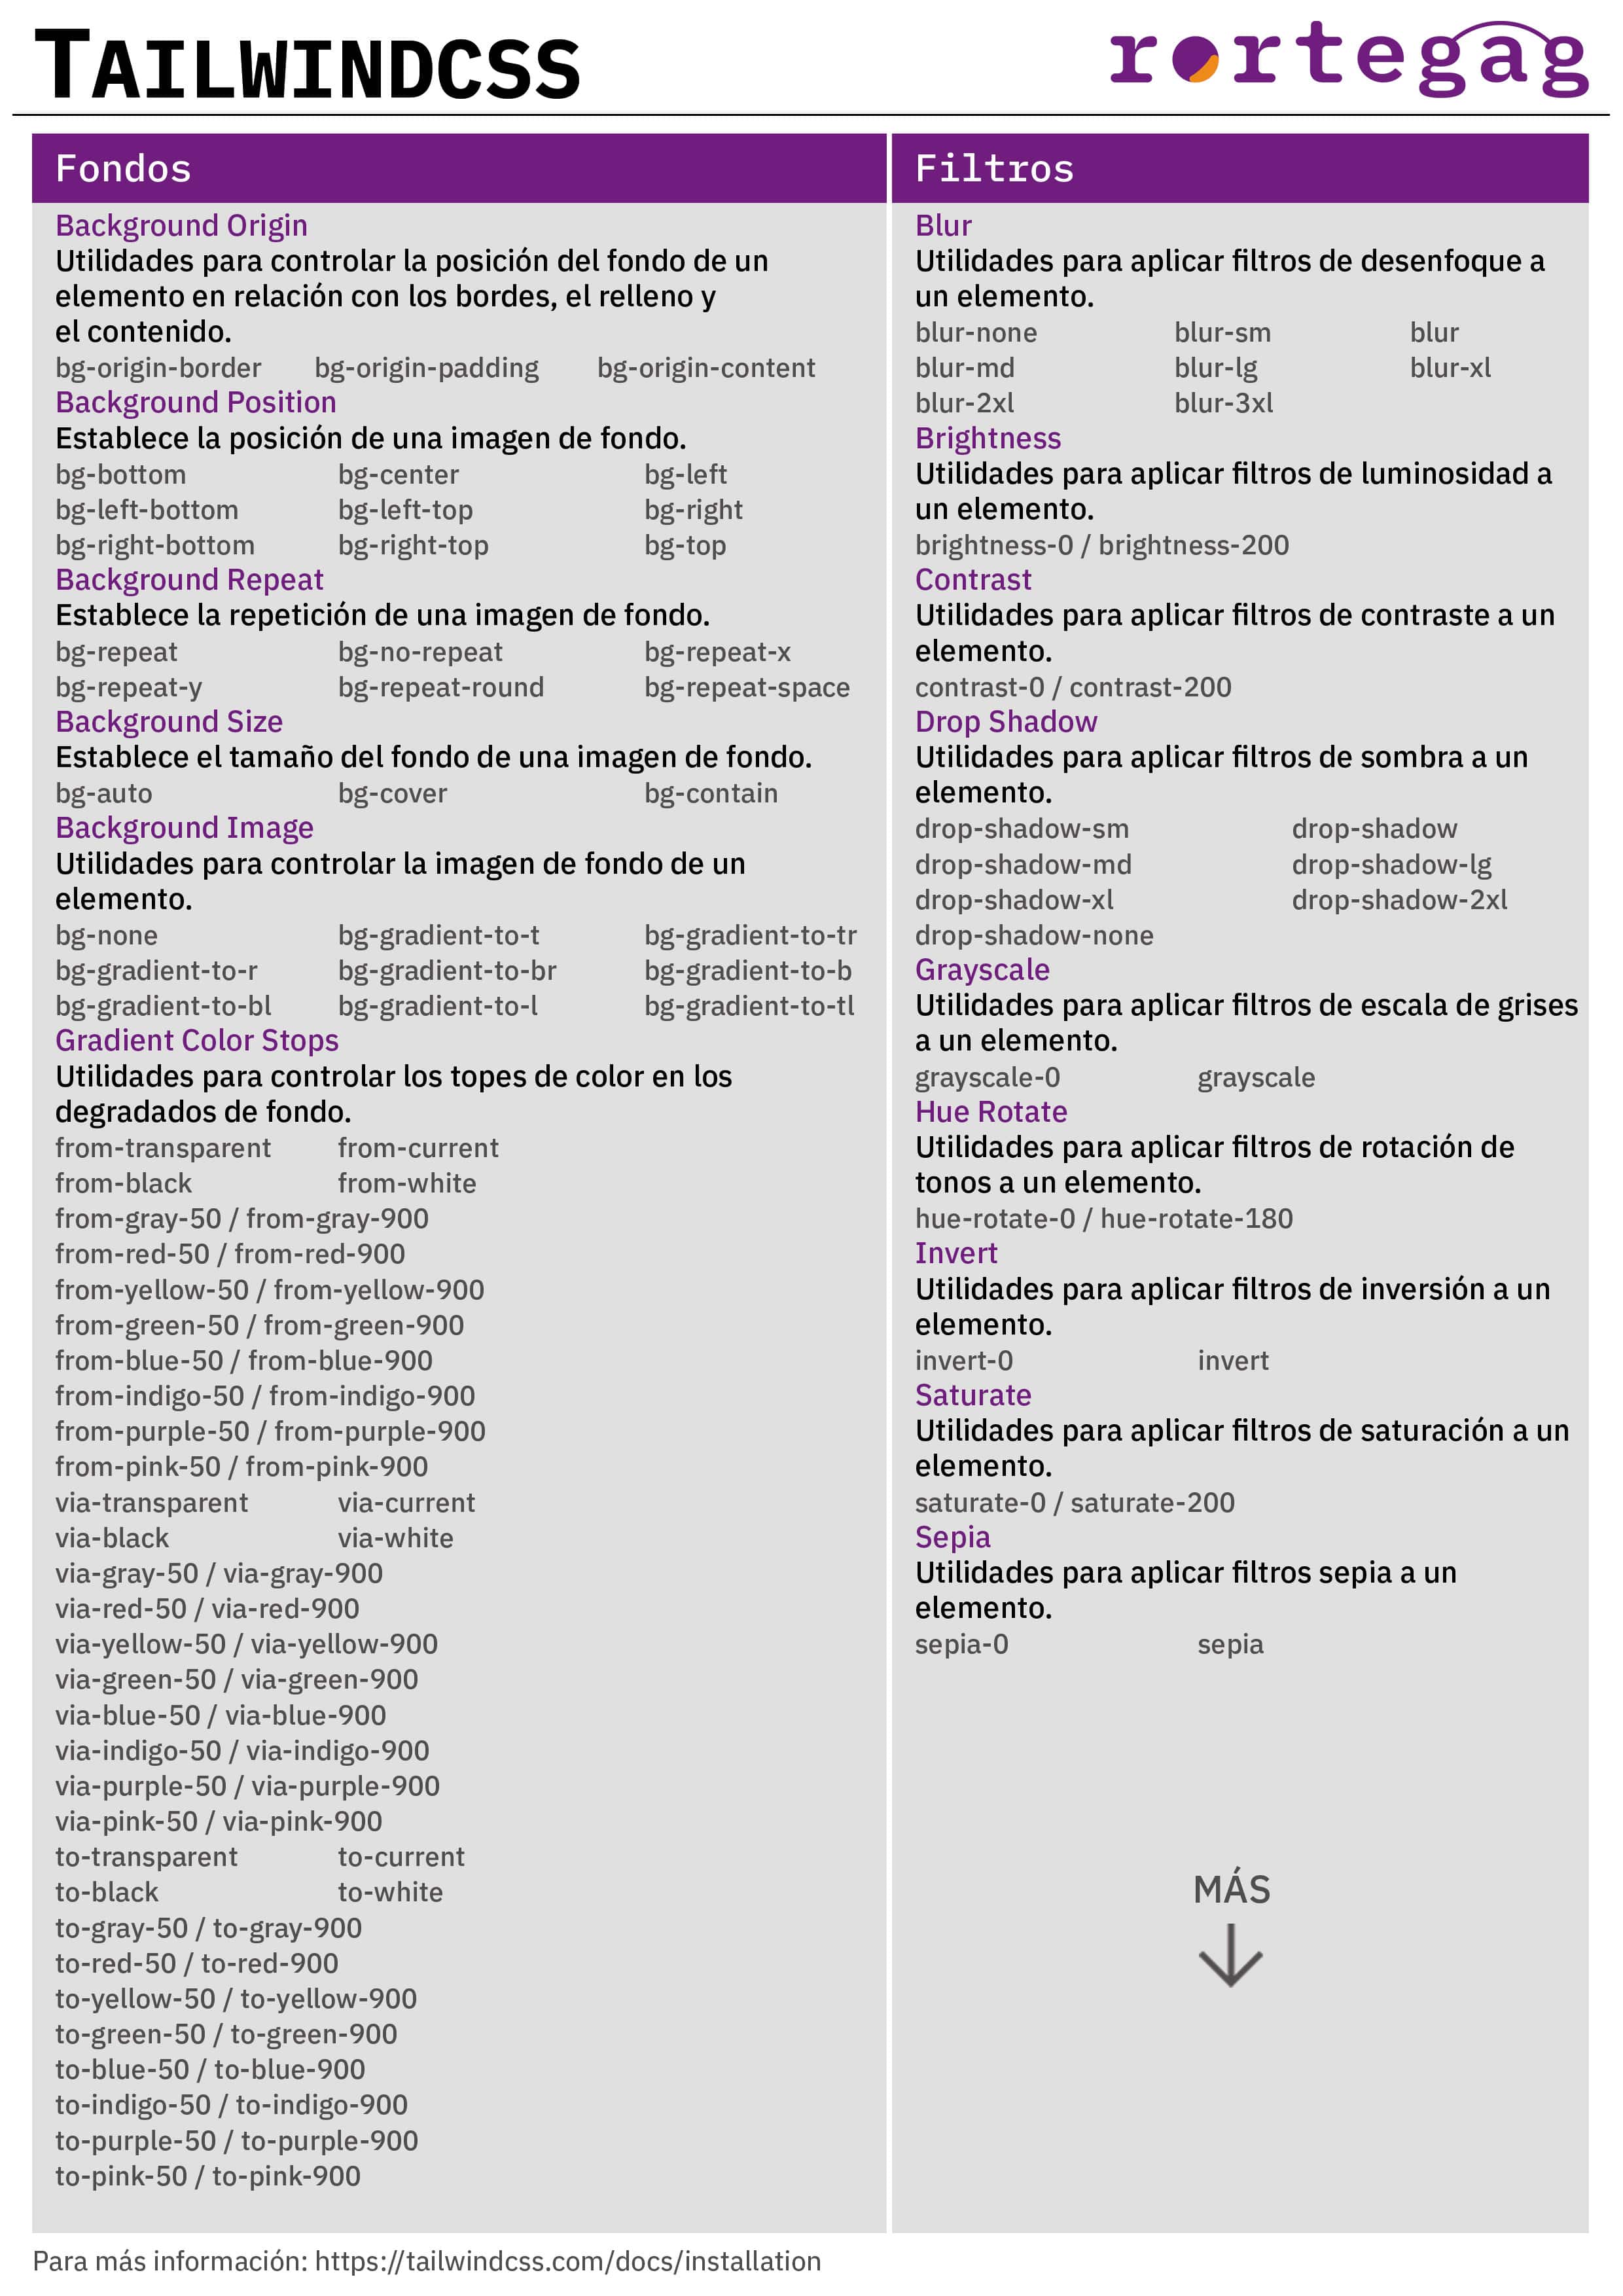 TAILWINDCSS
rortegag
Fondos
Background Origin
Utilidades para controlar la posición del fondo de un
elemento en relación con los bordes, el relleno y
el contenido.
bg-origin-border bg-origin-padding bg-origin-content
Background Position
Establece la posición de una imagen de fondo.
bg-bottom bg-center bg-left
bg-left-bottom bg-left-top bg-right
bg-right-bottom bg-right-top bg-top
Background Repeat
Establece la repetición de una imagen de fondo.
bg-repeat bg-no-repeat bg-repeat-x
bg-repeat-y bg-repeat-round bg-repeat-space
Background Size
Establece el tamaño del fondo de una imagen de fondo.
bg-auto bg-cover bg-contain
Background Image
Utilidades para controlar la imagen de fondo de un
elemento.
bg-none bg-gradient-to-t bg-gradient-to-tr
bg-gradient-to-r bg-gradient-to-br bg-gradient-to-b
bg-gradient-to-bl bg-gradient-to-l bg-gradient-to-tl
Gradient Color Stops
Utilidades para controlar los topes de color en los
degradados de fondo.
from-transparent from-current
from-black from-white
from-gray-50 / from-gray-900
from-red-50 / from-red-900
from-yellow-50 / from-yellow-900
from-green-50 / from-green-900
from-blue-50 / from-blue-900
from-indigo-50 / from-indigo-900
from-purple-50 / from-purple-900
from-pink-50 / from-pink-900
via-transparent via-current
via-black via-white
via-gray-50 / via-gray-900
via-red-50 / via-red-900
via-yellow-50 / via-yellow-900
via-green-50 / via-green-900
via-blue-50 / via-blue-900
via-indigo-50 / via-indigo-900
via-purple-50 / via-purple-900
via-pink-50 / via-pink-900
to-transparent to-current
to-black to-white
to-gray-50 / to-gray-900
to-red-50 / to-red-900
to-yellow-50 / to-yellow-900
to-green-50 / to-green-900
to-blue-50 / to-blue-900
to-indigo-50 / to-indigo-900
to-purple-50 / to-purple-900
to-pink-50 / to-pink-900
Filtros
Blur
Utilidades para aplicar filtros de desenfoque a
un elemento.
blur-none blur-sm blur
blur-md blur-lg blur-xl
blur-2xl blur-3xl
Brightness
Utilidades para aplicar filtros de luminosidad a
un elemento.
brightness-0 / brightness-200
Contrast
Utilidades para aplicar filtros de contraste a un
elemento.
contrast-0 / contrast-200
Drop Shadow
Utilidades para aplicar filtros de sombra a un
elemento.
drop-shadow-sm drop-shadow
drop-shadow-md drop-shadow-lg
drop-shadow-xl drop-shadow-2xl
drop-shadow-none
Grayscale
Utilidades para aplicar filtros de escala de grises
a un elemento.
grayscale-0 grayscale
Hue Rotate
Utilidades para aplicar filtros de rotación de
tonos a un elemento.
hue-rotate-0 / hue-rotate-180
Invert
Utilidades para aplicar filtros de inversión a un
elemento.
invert-0 invert
Saturate
Utilidades para aplicar filtros de saturación a un
elemento.
saturate-0 / saturate-200
Sepia
Utilidades para aplicar filtros sepia a un
elemento.
sepia-0 sepia
MÁS
Para más información: https://tailwindcss.com/docs/installation